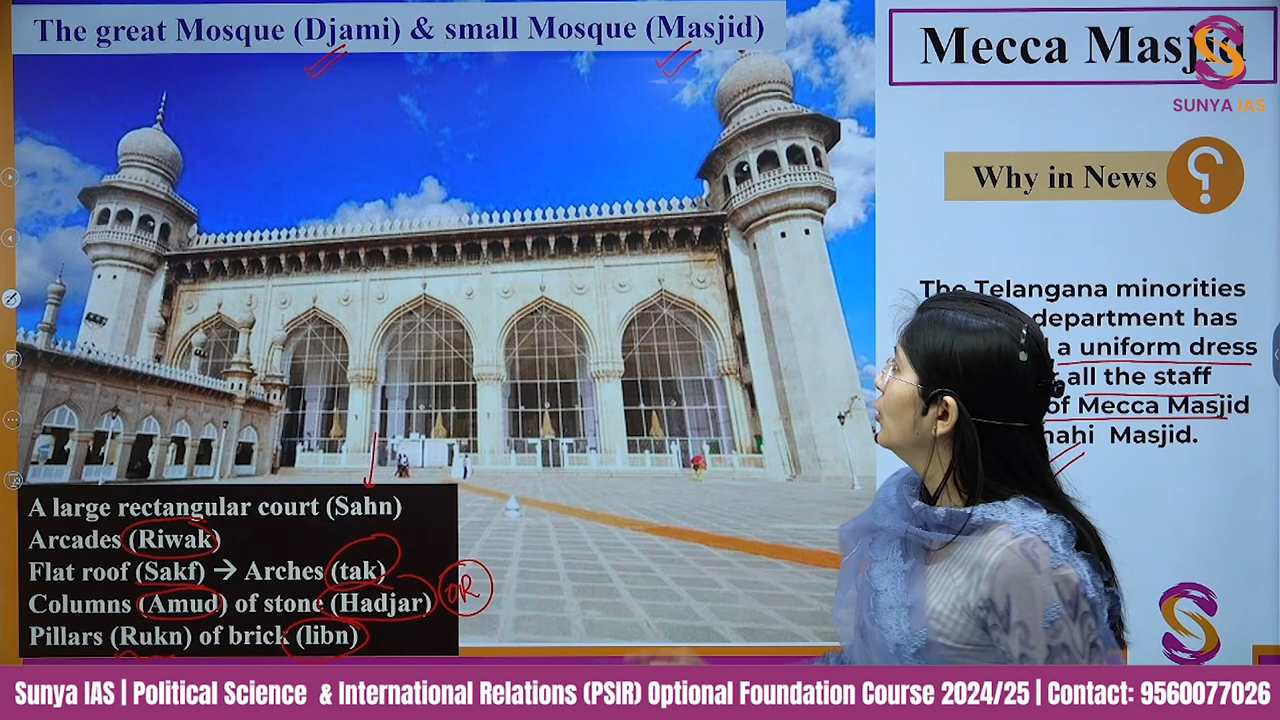 The great Mosque (Djami) & small Mosque (Masjid)
Mecca Masjid
SUNYA IAS
Why in News
The Telangana minorities
department has
a uniform dress
all the staff
of Mecca Masjid
Masjid.
A large rectangular court (Sahn)
Arcades (Riwak)
Flat roof (Sakf) → Arches (tak)
Columns (Amud) of stone (Hadjar) OR
Pillars (Rukn) of brick (libn)
Sunya IAS | Political Science & International Relations (PSIR) Optional Foundation Course 2024/25 | Contact: 9560077026